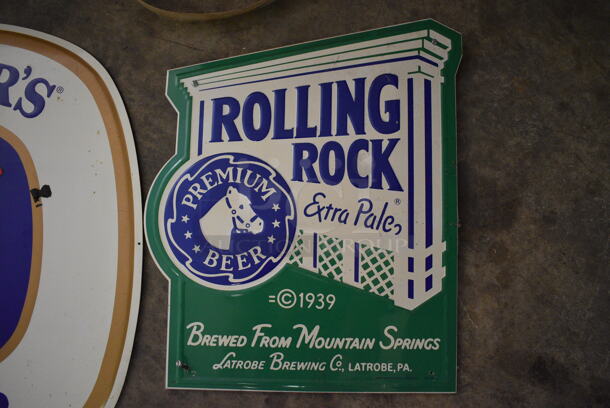 R'S®
ROLLING
ROCK®
Extra Pale
PREMIUM
BEER
=©1939
BREWED FROM MOUNTAIN SPRINGS
LATROBE BREWING CO., LATROBE, PA.